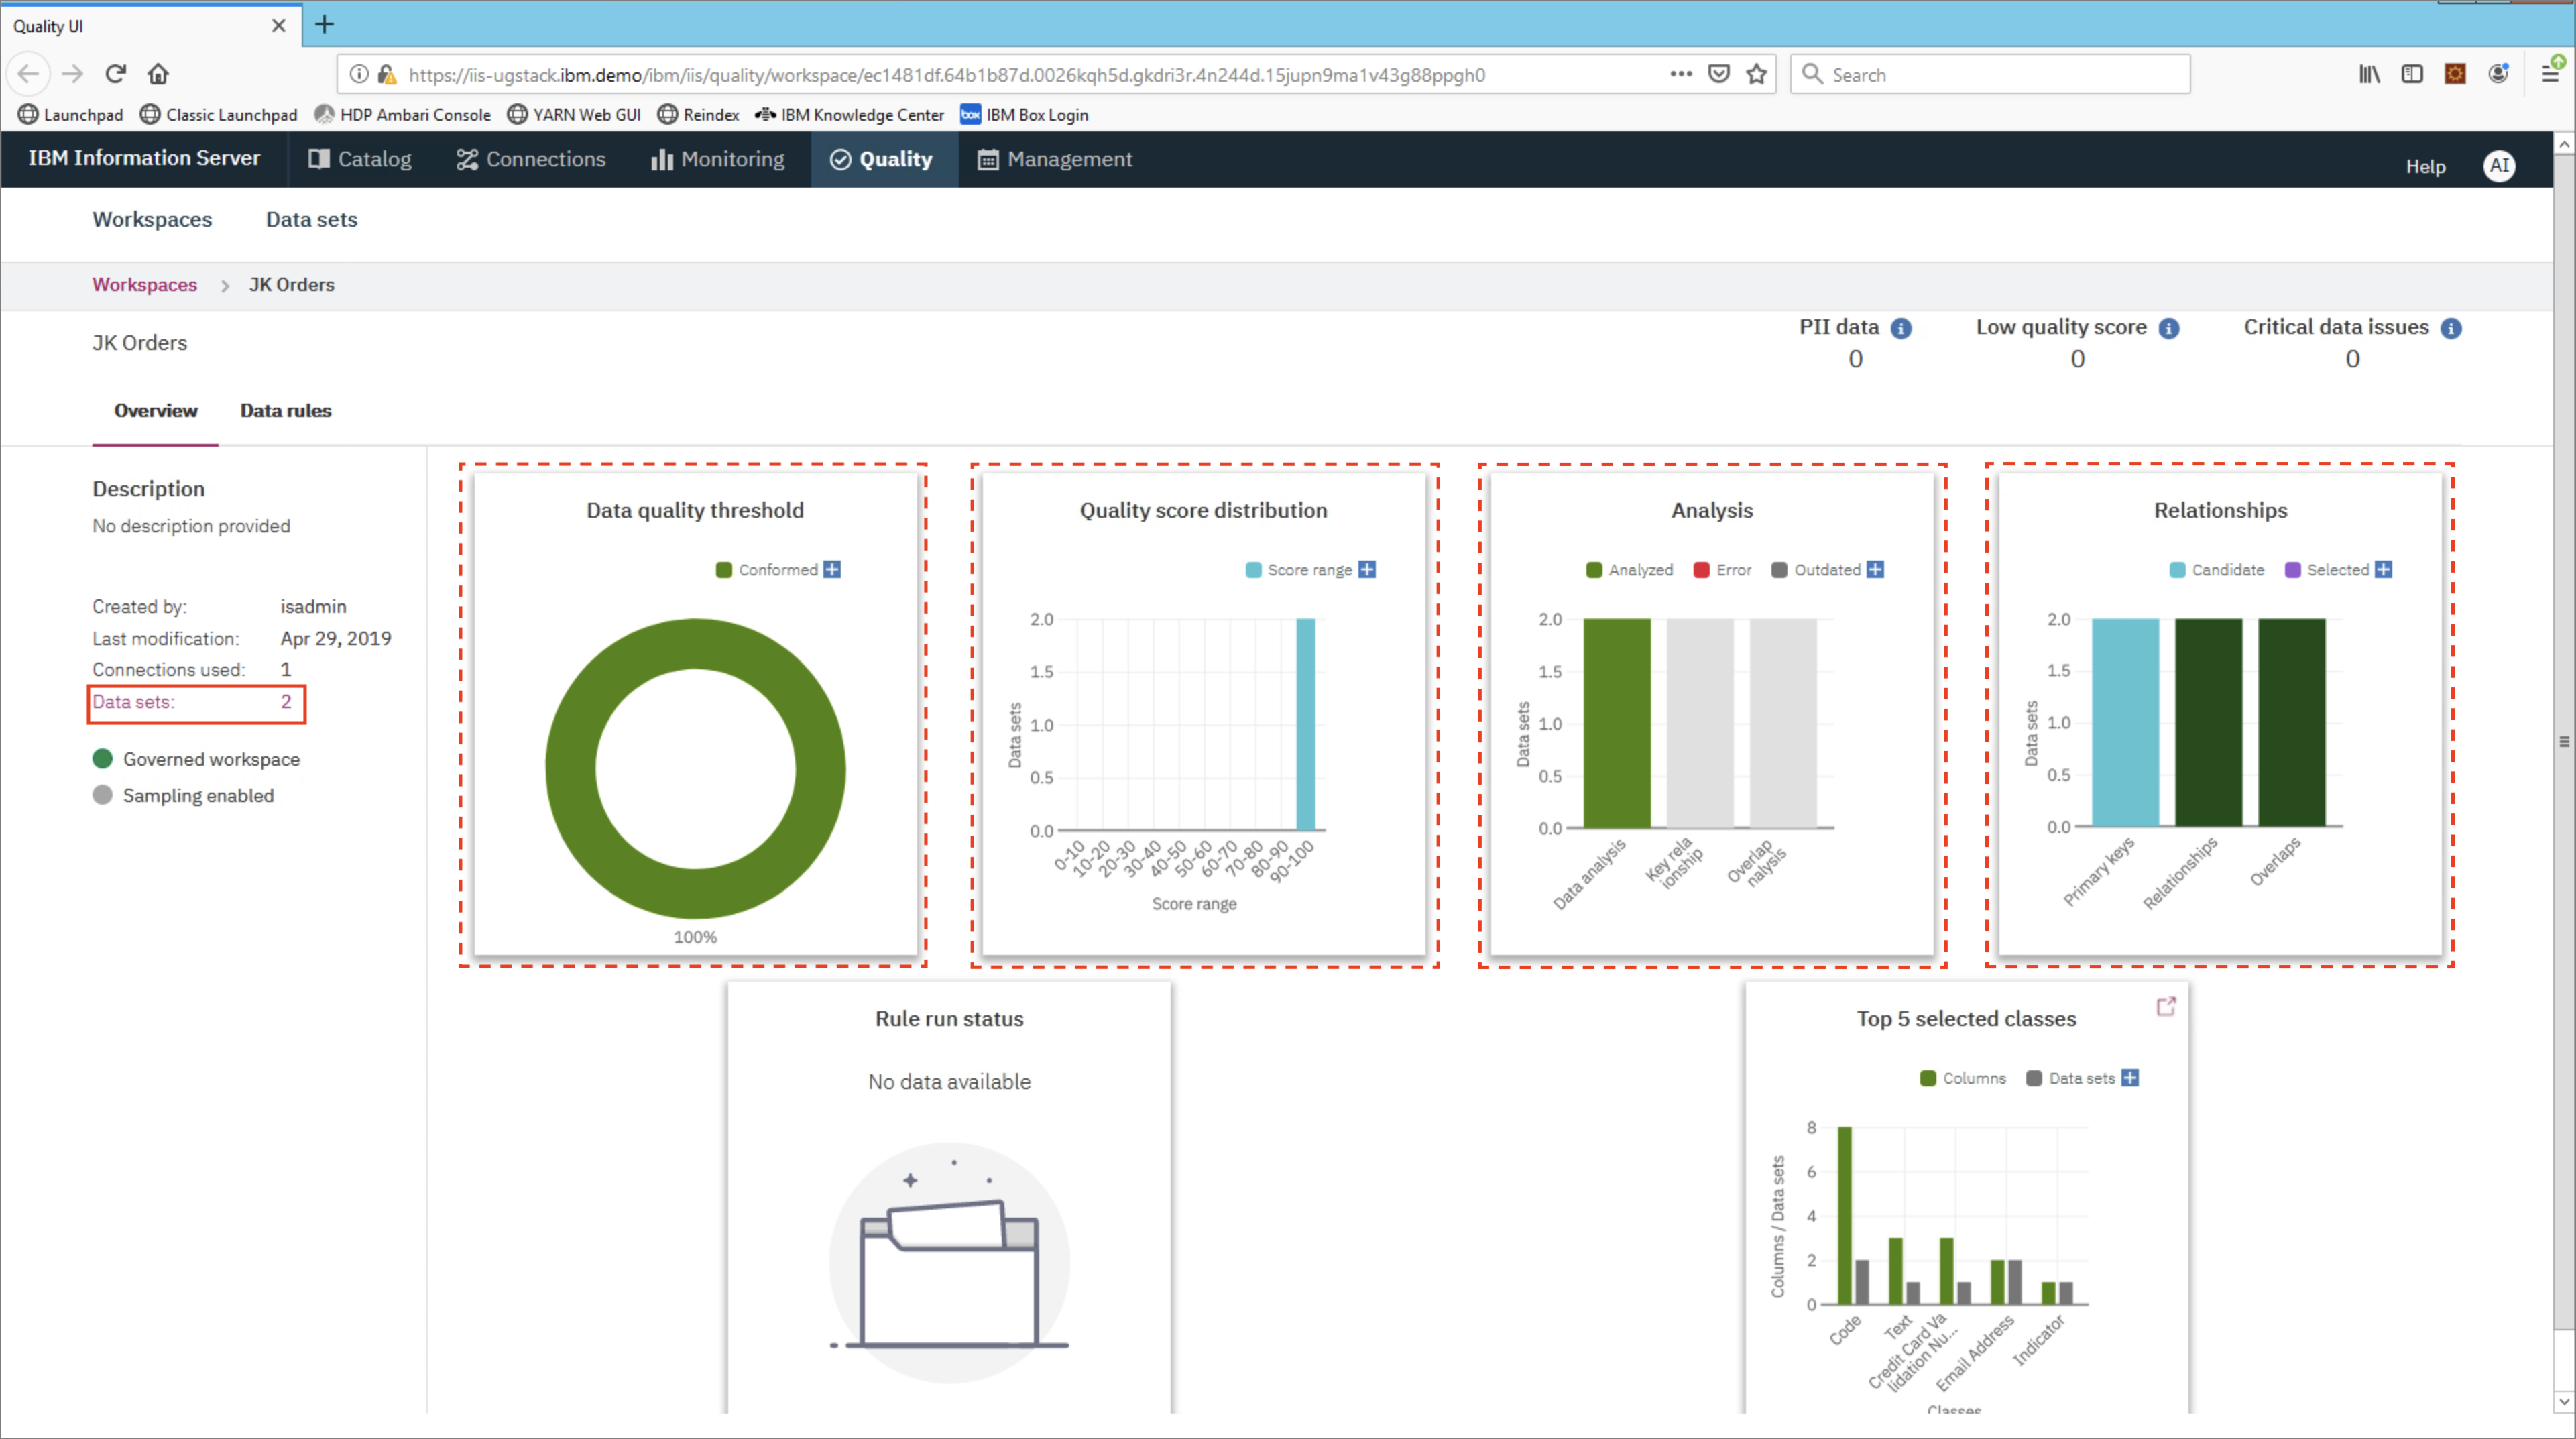 Quality UI
https://iis-ugstack.ibm.demo/ibm/iis/quality/workspace/ec1481df.64b1b87d.0026kqh5d.gkdri3r.4n244d.15jupn9ma1v43g88ppgh0
Search
Launchpad Classic Launchpad HDP Ambari Console YARN Web GUI Reindex IBM Knowledge Center box IBM Box Login
IBM Information Server Catalog Connections Monitoring Quality Management Help AI
Workspaces Data sets
Workspaces > JK Orders
JK Orders
PII data Low quality score Critical data issues
0 0 0
Overview Data rules
Description
No description provided
Created by: isadmin
Last modification: Apr 29, 2019
Connections used: 1
Data sets: 2
Governed workspace
Sampling enabled
Data quality threshold
Conformed
100%
Quality score distribution
Score range
2.0
1.5
1.0
0.5
0.0
Data sets
0-10 10-20 20-30 30-40 40-50 50-60 60-70 70-80 80-90 90-100
Score range
Analysis
Analyzed Error Outdated
2.0
1.5
1.0
0.5
0.0
Data sets
Data analysis
Key rela
ionship
Overlap
nalysis
Relationships
Candidate Selected
2.0
1.5
1.0
0.5
0.0
Data sets
Primary keys
Relationships
Overlaps
Rule run status
No data available
Top 5 selected classes
Columns Data sets
8
6
4
2
0
Columns / Data sets
Code
Text
Credit Card Va
lidation Nu...
Email Address
Indicator
Classes